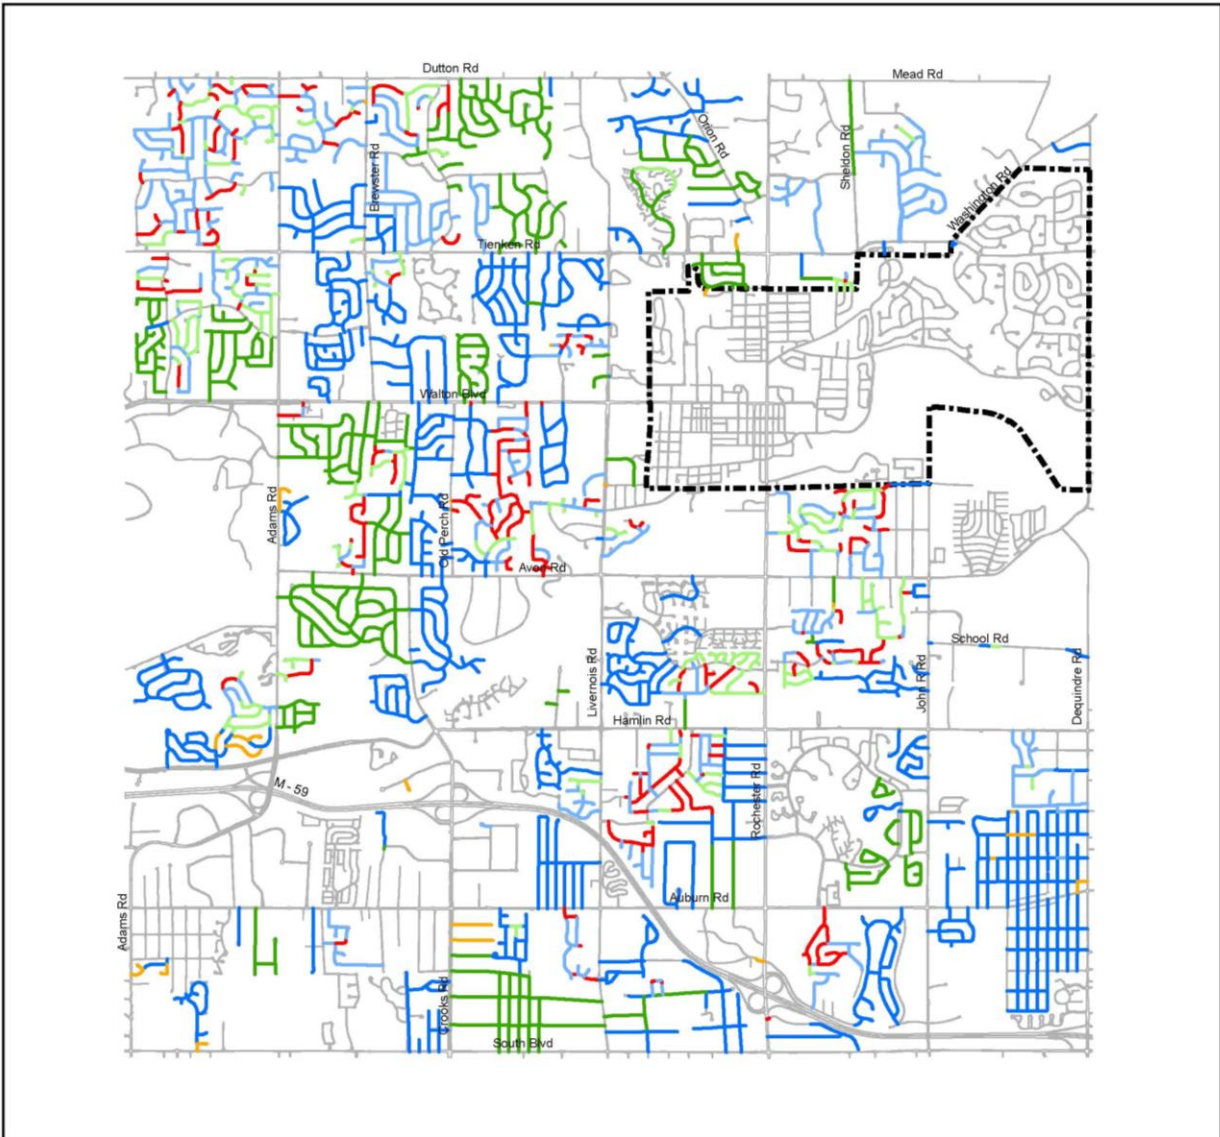 Dutton Rd
Mead Rd
Orion Rd
Sheldon Rd
Brewster Rd
Washington Rd
Tienken Rd
Walton Blvd
Adams Rd
Old Perch Rd
Avon Rd
School Rd
Livernois Rd
John R Rd
Dequindre Rd
Hamlin Rd
M - 59
Rochester Rd
Auburn Rd
Adams Rd
Crooks Rd
South Blvd